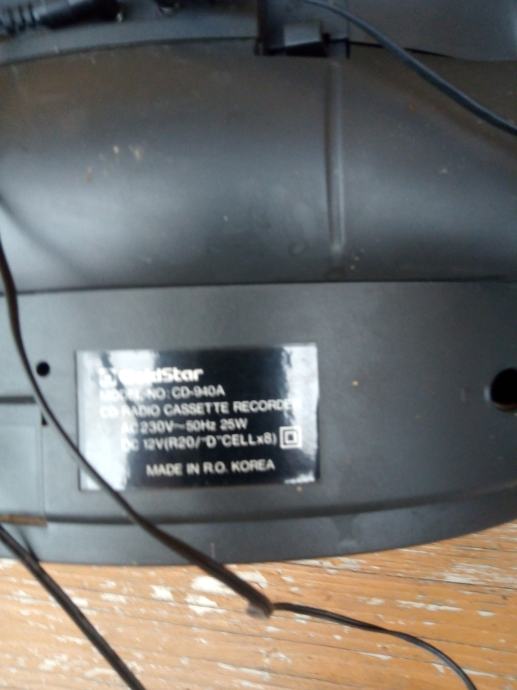 GoldStar
MODEL NO: CD-940A
CD RADIO CASSETTE RECORDER
AC 230V~50Hz 25W
DC 12V(R20/"D"CELLx8)
MADE IN R.O. KOREA